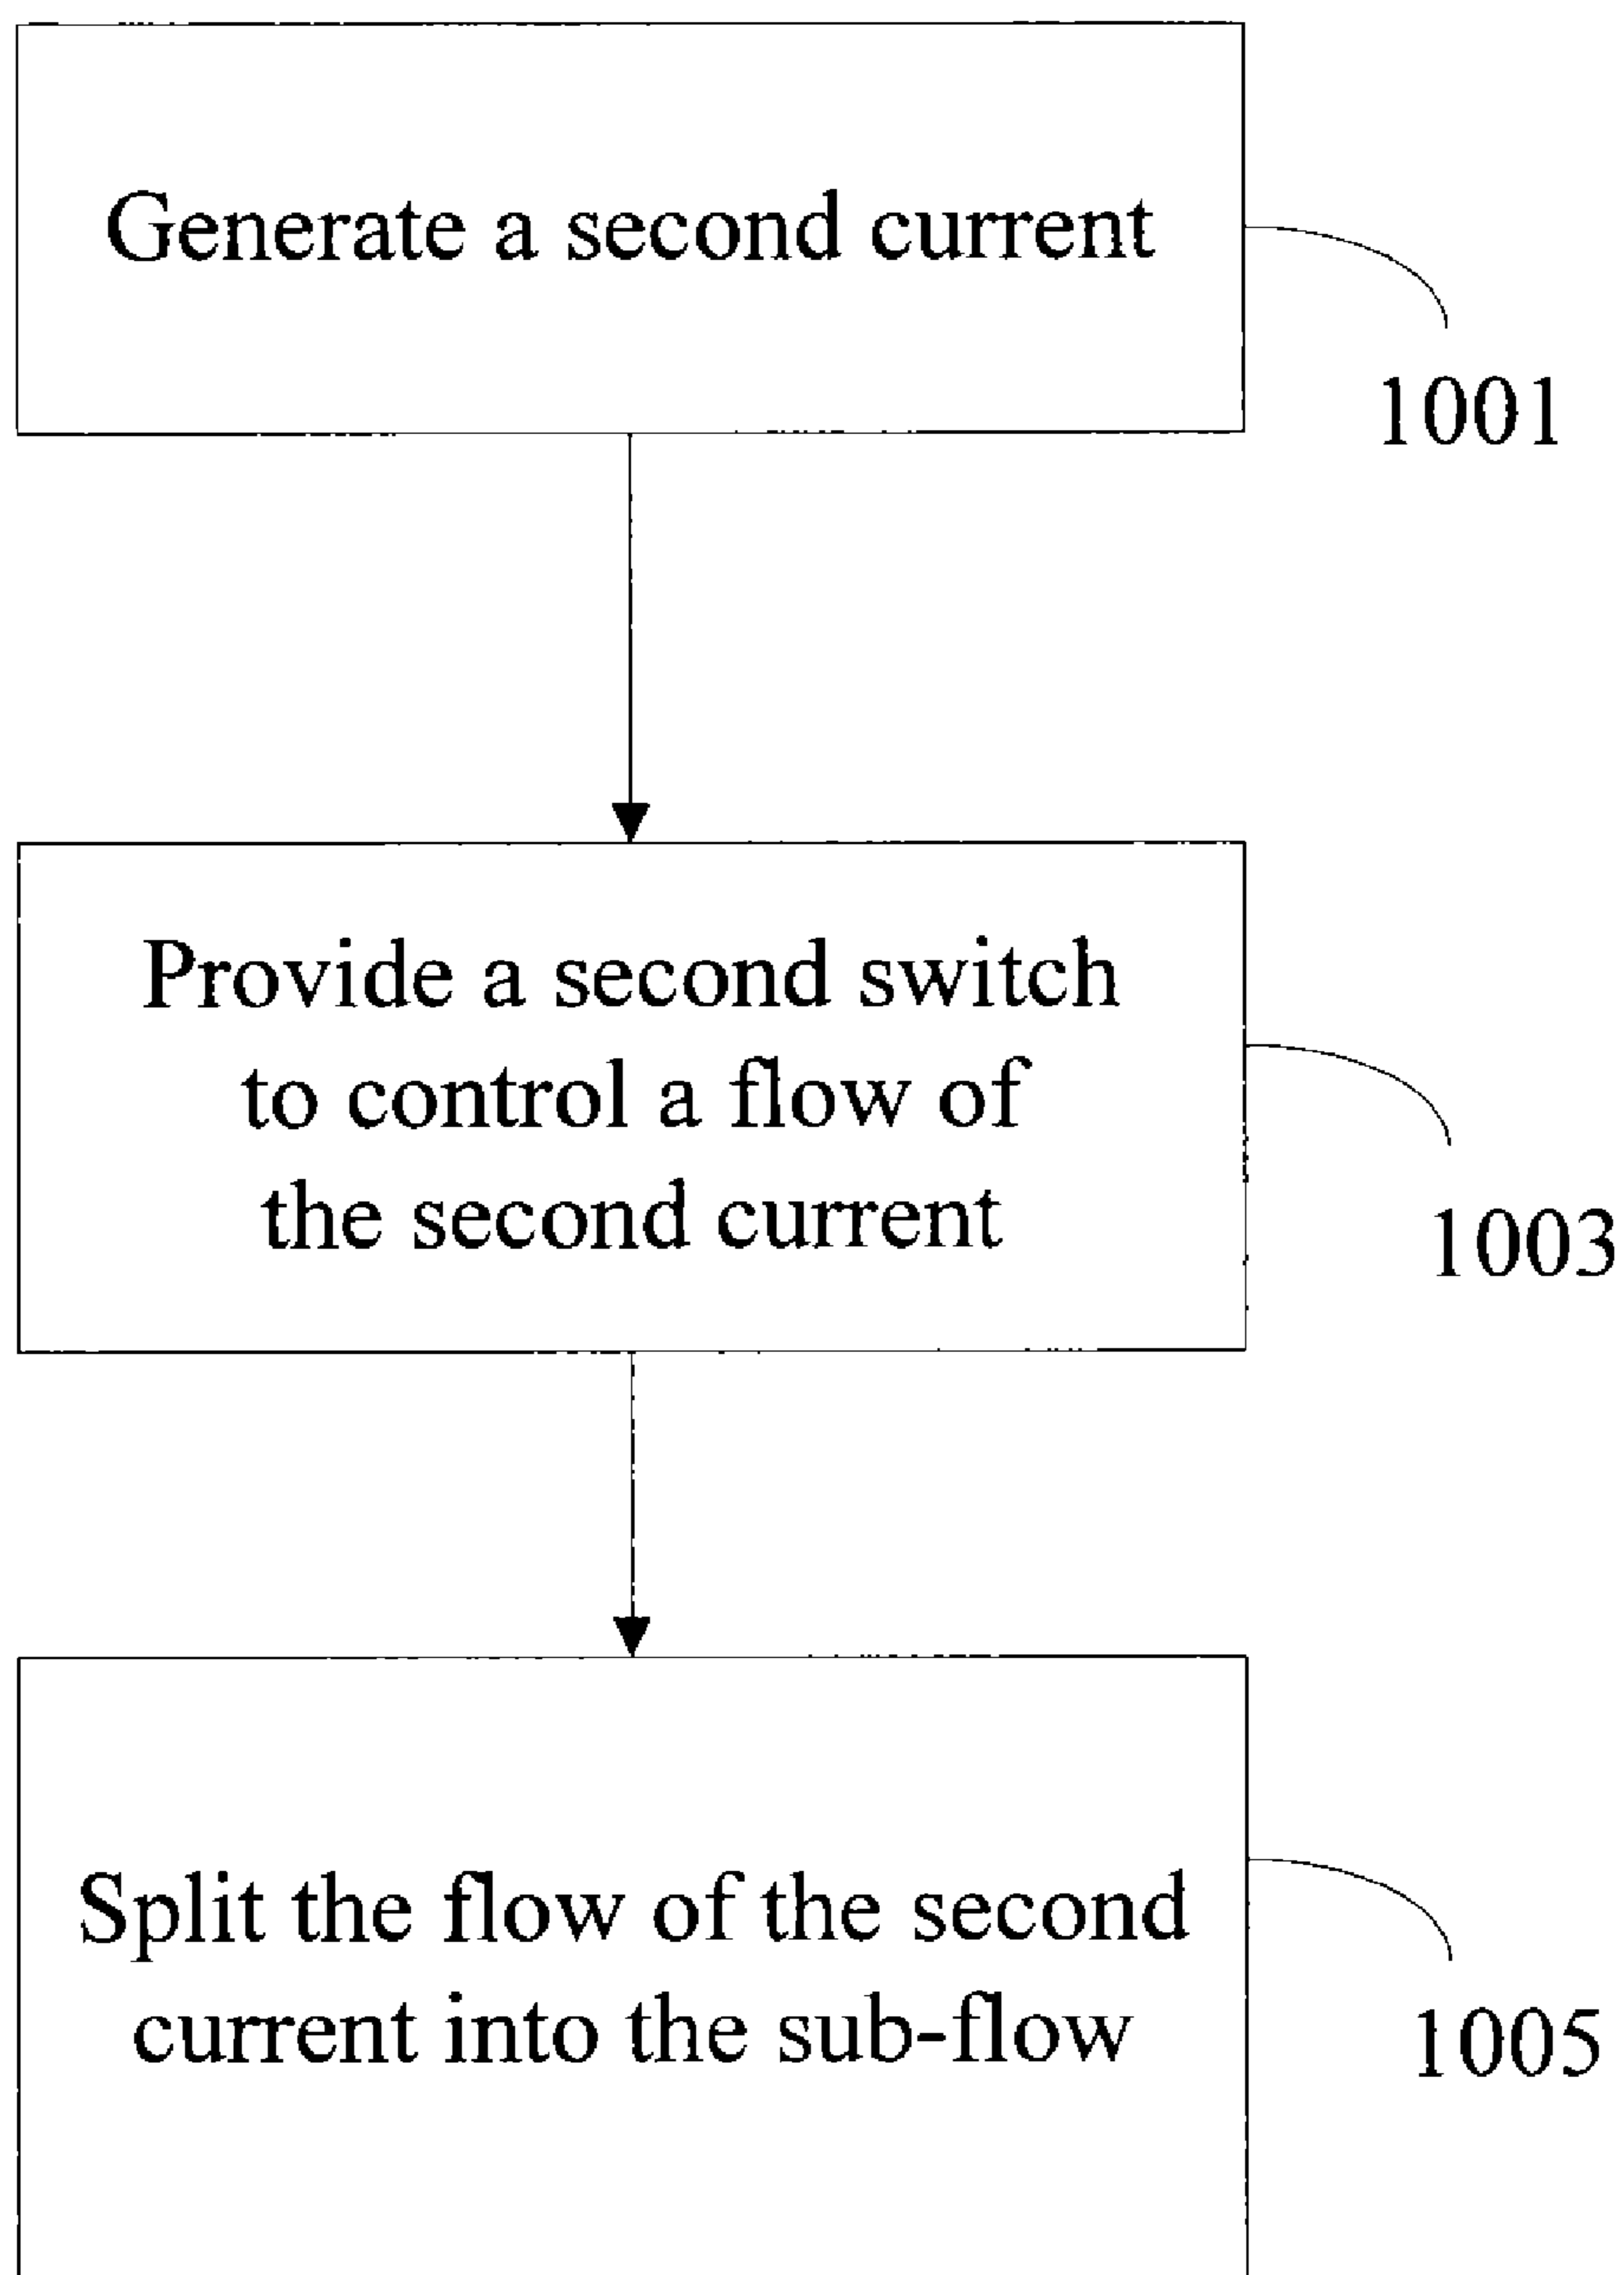 Generate a second current
1001
Provide a second switch
to control a flow of
the second current
1003
Split the flow of the second
current into the sub-flow
1005